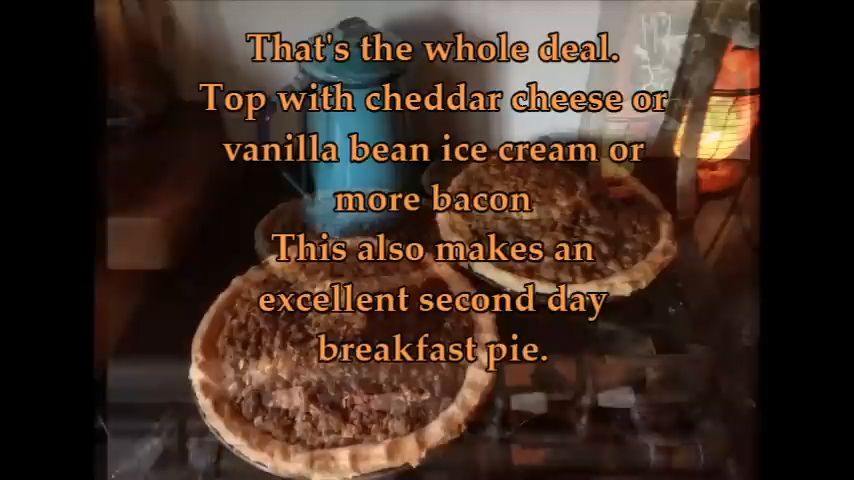 That's the whole deal.
Top with cheddar cheese or
vanilla bean ice cream or
more bacon
This also makes an
excellent second day
breakfast pie.